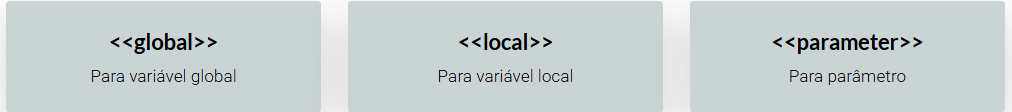 <<global>>
Para variável global
<<local>>
Para variável local
<<parameter>>
Para parâmetro